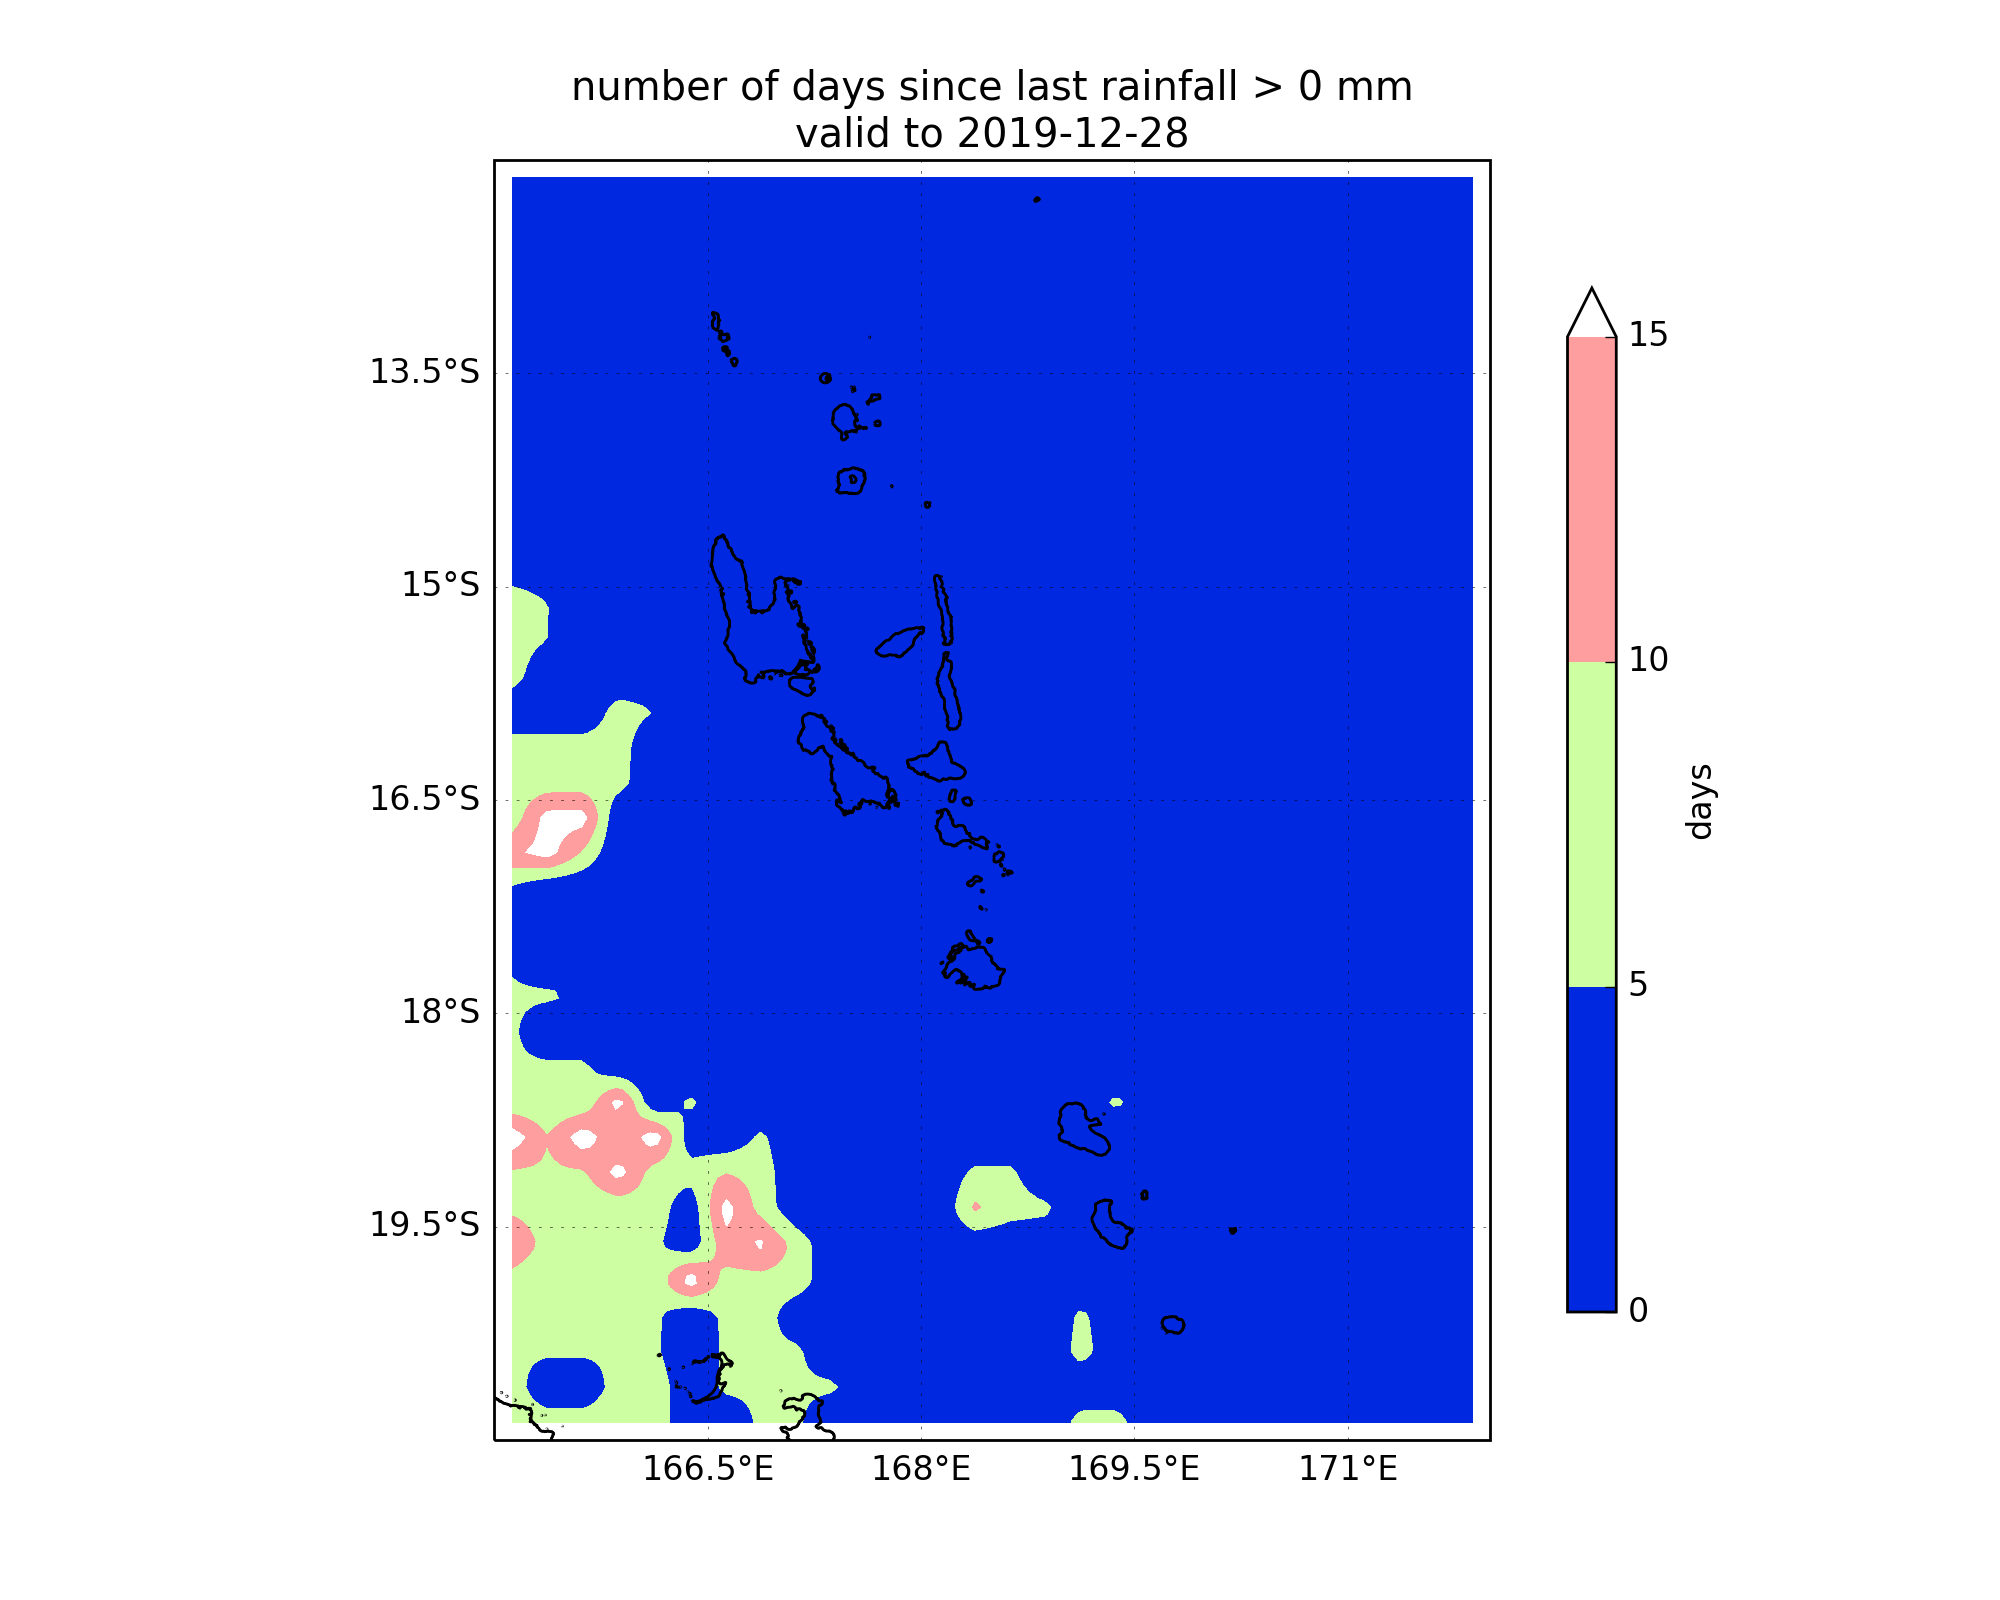 number of days since last rainfall > 0 mm
valid to 2019-12-28
13.5°S
15°S
16.5°S
18°S
19.5°S
166.5°E
168°E
169.5°E
171°E
15
10
5
0
days